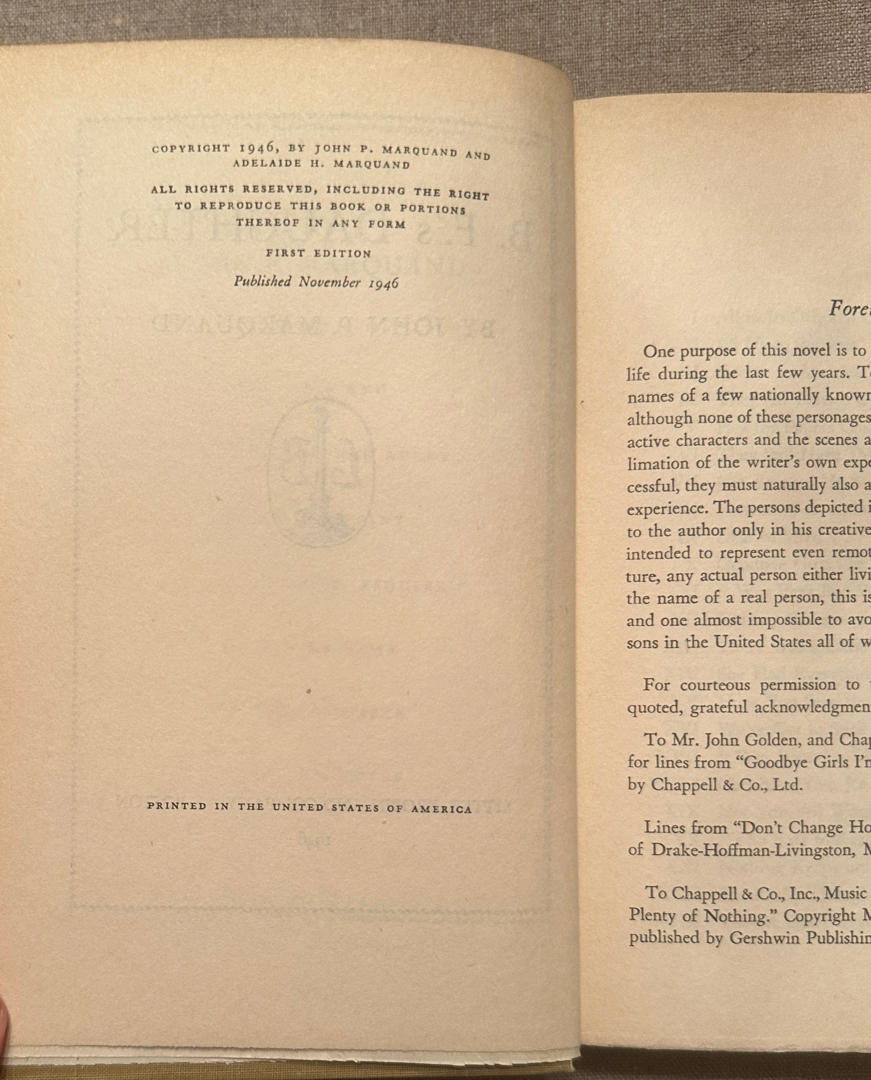 COPYRIGHT 1946, BY JOHN P. MARQUAND AND
ADELAIDE H. MARQUAND
ALL RIGHTS RESERVED, INCLUDING THE RIGHT
TO REPRODUCE THIS BOOK OR PORTIONS
THEREOF IN ANY FORM
FIRST EDITION
Published November 1946
PRINTED IN THE UNITED STATES OF AMERICA
One purpose of this novel is to
life during the last few years.
names of a few nationally known
although none of these personages
active characters and the scenes
limation of the writer's own
cessful, they must naturally also
experience. The persons depicted
to the author only in his creative
intended to represent even
ture, any actual person either
the name of a real person, this is
and one almost impossible to
sons in the United States all of
For courteous permission to
quoted, grateful
To Mr. John Golden, and
for lines from "Goodbye Girls I'm
by Chappell & Co., Ltd.
Lines from "Don't Change
of Drake-Hoffman-Livingston,
To Chappell & Co., Inc., Music
Plenty of Nothing." Copyright
published by Gershwin